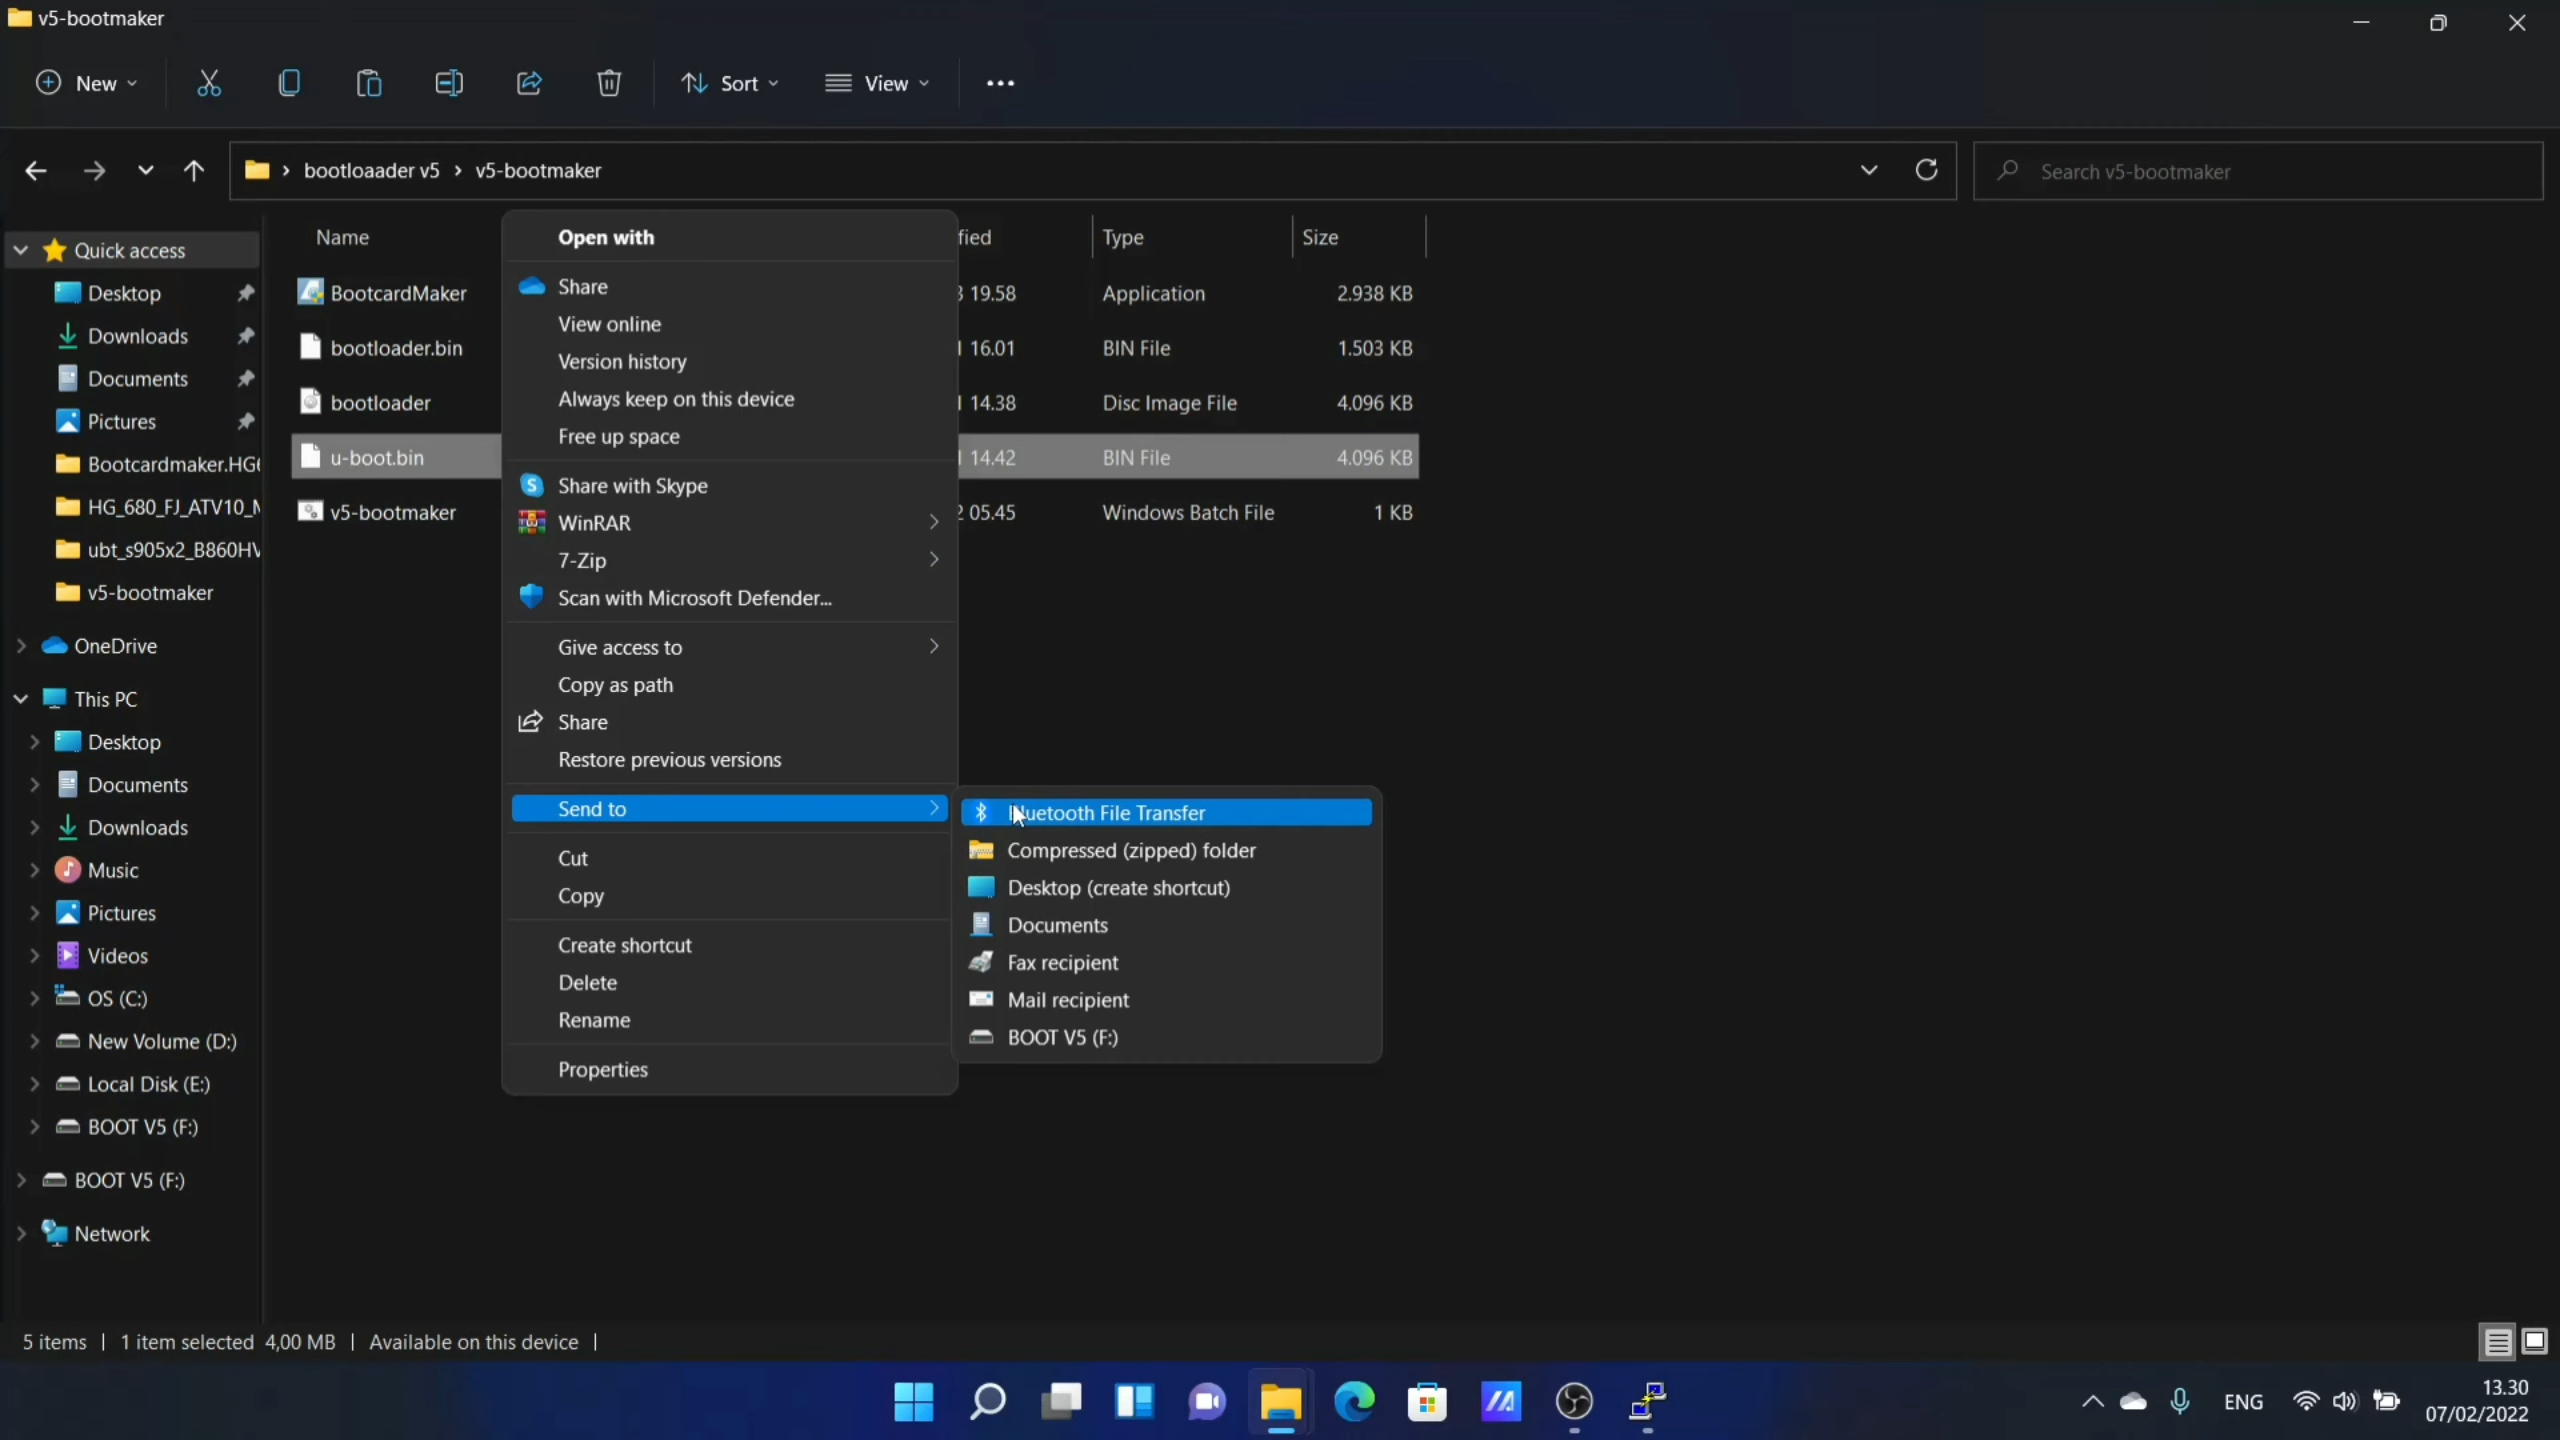 v5-bootmaker
New
Sort
View
bootloaader v5 > v5-bootmaker
Search v5-bootmaker
Name
fied
Type
Size
Quick access
Desktop
Downloads
Documents
Pictures
Bootcardmaker.HG
HG_680_FJ_ATV10_
ubt_s905x2_B860H
v5-bootmaker
OneDrive
This PC
Desktop
Documents
Downloads
Music
Pictures
Videos
OS (C:)
New Volume (D:)
Local Disk (E:)
BOOT V5 (F:)
BOOT V5 (F:)
Network
BootcardMaker 19.58 Application 2.938 KB
bootloader.bin 16.01 BIN File 1.503 KB
bootloader 14.38 Disc Image File 4.096 KB
u-boot.bin 14.42 BIN File 4.096 KB
v5-bootmaker 05.45 Windows Batch File 1 KB
Open with
Share
View online
Version history
Always keep on this device
Free up space
Share with Skype
WinRAR
7-Zip
Scan with Microsoft Defender...
Give access to
Copy as path
Share
Restore previous versions
Send to
Cut
Copy
Create shortcut
Delete
Rename
Properties
luetooth File Transfer
Compressed (zipped) folder
Desktop (create shortcut)
Documents
Fax recipient
Mail recipient
BOOT V5 (F:)
5 items | 1 item selected 4,00 MB | Available on this device |
ENG
13.30
07/02/2022